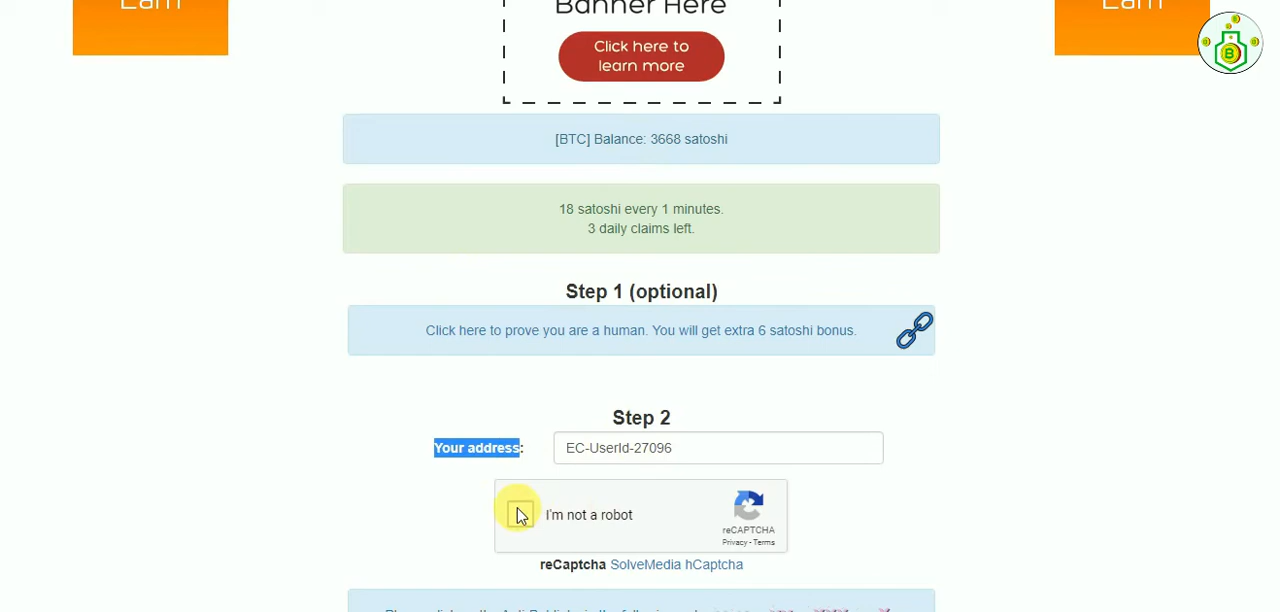 Earn
Earn
Banner Here
Click here to
learn more
[BTC] Balance: 3668 satoshi
18 satoshi every 1 minutes.
3 daily claims left.
Step 1 (optional)
Click here to prove you are a human. You will get extra 6 satoshi bonus.
Step 2
Your address:
EC-UserId-27096
I'm not a robot
reCAPTCHA
Privacy - Terms
reCaptcha SolveMedia hCaptcha